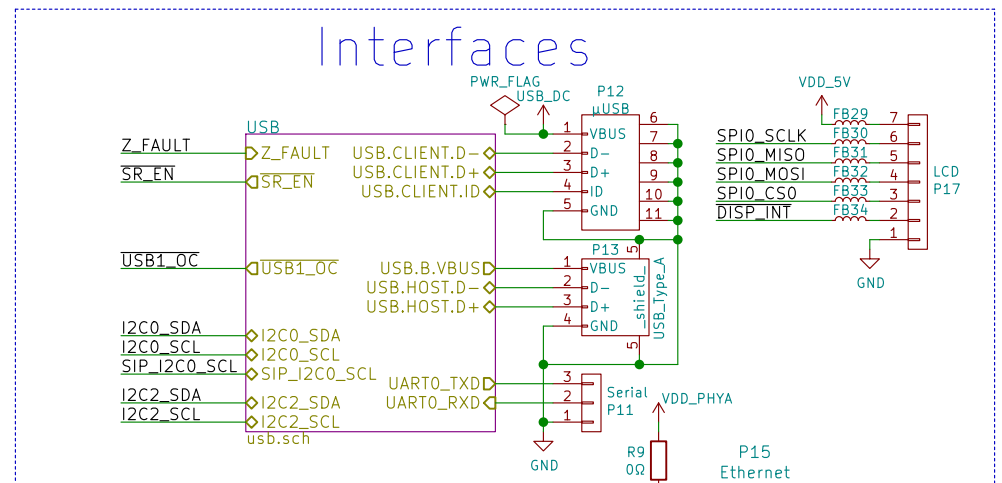 Interfaces
PWR_FLAG
USB_DC
P12
µUSB
VDD_5V
USB
Z_FAULT
SR_EN
USB1_OC
I2C0_SDA
I2C0_SCL
SIP_I2C0_SCL
I2C2_SDA
I2C2_SCL
Z_FAULT
SR_EN
USB1_OC
I2C0_SDA
I2C0_SCL
SIP_I2C0_SCL
I2C2_SDA
I2C2_SCL
usb.sch
USB.CLIENT.D-
USB.CLIENT.D+
USB.CLIENT.ID
USB.B.VBUS
USB.HOST.D-
USB.HOST.D+
UART0_TXD
UART0_RXD
1 VBUS
2 D-
3 D+
4 ID
5 GND
6
7
8
9
10
11
P13
1 VBUS
2 D-
3 D+
4 GND
5
_shield_
5
USB_Type_A
3
2
1
Serial
P11
GND
SPI0_SCLK
SPI0_MISO
SPI0_MOSI
SPI0_CS0
DISP_INT
FB29
FB30
FB31
FB32
FB33
FB34
7
6
5
4
3
2
1
LCD
P17
GND
VDD_PHYA
R9
0Ω
P15
Ethernet